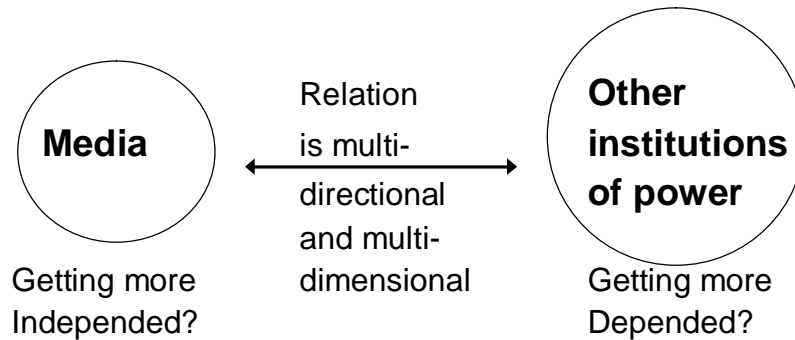 Media
Getting more
Independed?
Relation
is multi-
directional
and multi-
dimensional
Other
institutions
of power
Getting more
Depended?